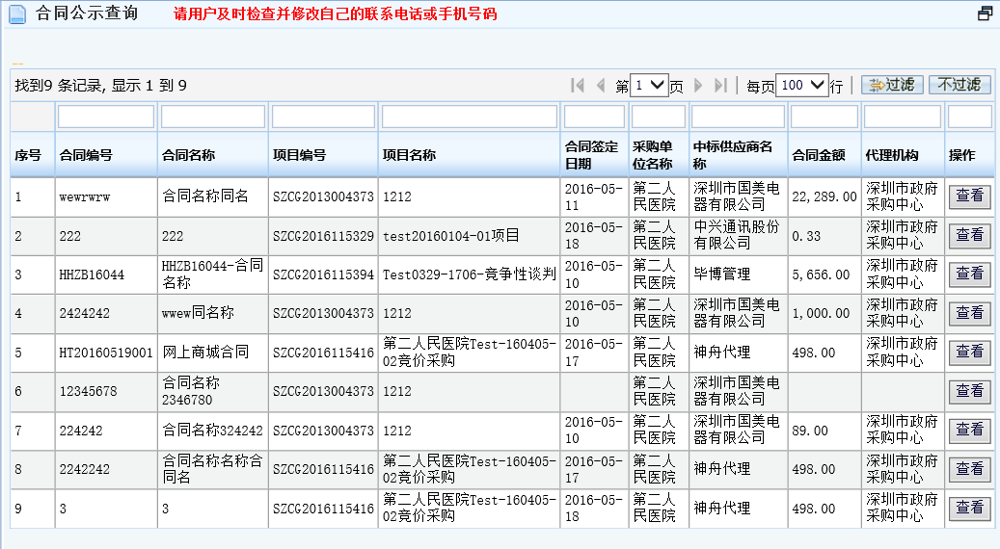 合同公示查询 请用户及时检查并修改自己的联系电话或手机号码
找到9 条记录, 显示 1 到 9 第 1 页 每页 100 行 过滤 不过滤
序号 合同编号 合同名称 项目编号 项目名称 合同签定日期 采购单位名称 中标供应商名称 合同金额 代理机构 操作
1 wewrwrw 合同名称同名 SZCG2013004373 1212 2016-05-11 第二人民医院 深圳市国美电器有限公司 22,289.00 深圳市政府采购中心 查看
2 222 222 SZCG2016115329 test20160104-01项目 2016-05-18 第二人民医院 中兴通讯股份有限公司 0.33 深圳市政府采购中心 查看
3 HHZB16044 HHZB16044-合同名称 SZCG2016115394 Test0329-1706-竞争性谈判 2016-05-10 第二人民医院 毕博管理 5,656.00 深圳市政府采购中心 查看
4 2424242 wwew同名称 SZCG2013004373 1212 2016-05-10 第二人民医院 深圳市国美电器有限公司 1,000.00 深圳市政府采购中心 查看
5 HT20160519001 网上商城合同 SZCG2016115416 第二人民医院Test-160405-02竞价采购 2016-05-17 第二人民医院 神舟代理 498.00 深圳市政府采购中心 查看
6 12345678 合同名称2346780 SZCG2013004373 1212 第二人民医院 深圳市国美电器有限公司 查看
7 224242 合同名称324242 SZCG2013004373 1212 2016-05-10 第二人民医院 深圳市国美电器有限公司 89.00 深圳市政府采购中心 查看
8 2242242 合同名称名称合同名 SZCG2016115416 第二人民医院Test-160405-02竞价采购 2016-05-17 第二人民医院 神舟代理 498.00 深圳市政府采购中心 查看
9 3 3 SZCG2016115416 第二人民医院Test-160405-02竞价采购 2016-05-18 第二人民医院 神舟代理 498.00 深圳市政府采购中心 查看